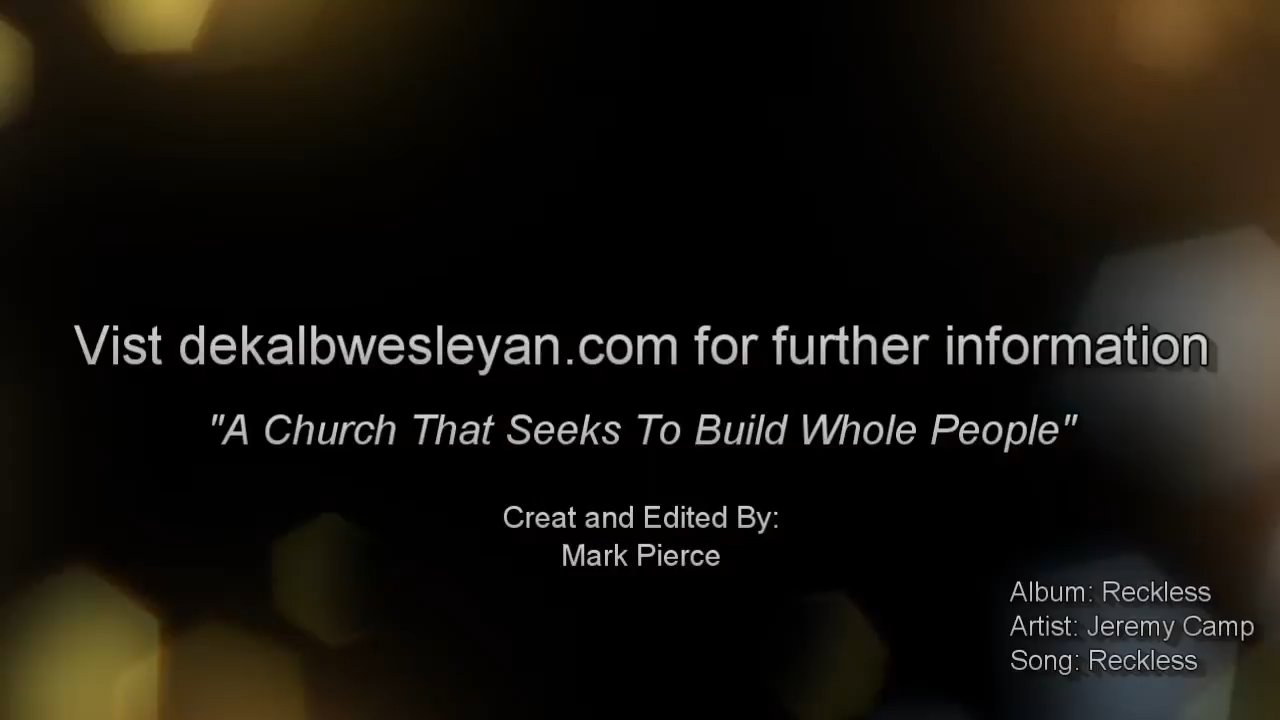 Vist dekalbwesleyan.com for further information
"A Church That Seeks To Build Whole People"
Creat and Edited By:
Mark Pierce
Album: Reckless
Artist: Jeremy Camp
Song: Reckless